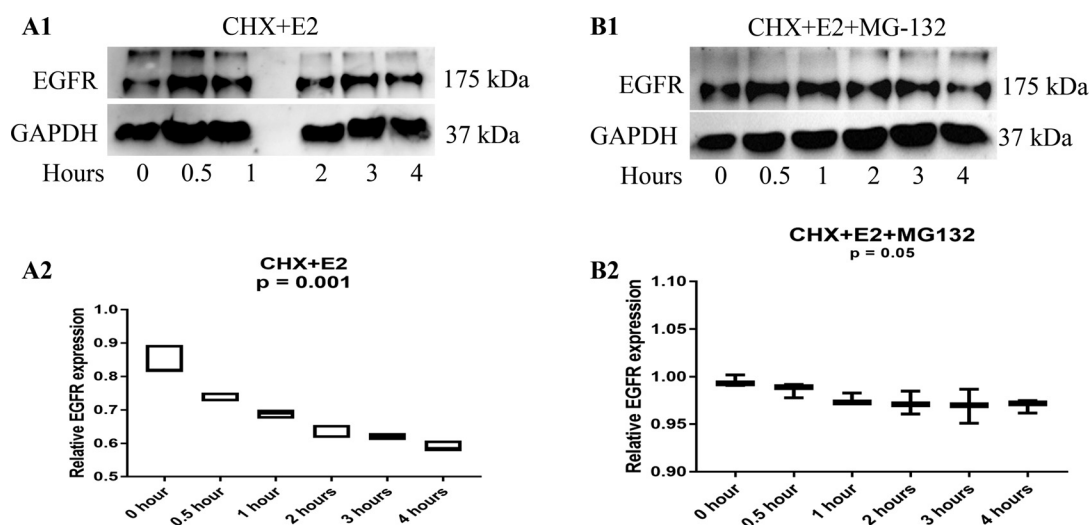 A1 CHX+E2
EGFR 175 kDa
GAPDH 37 kDa
Hours 0 0.5 1 2 3 4
B1 CHX+E2+MG-132
EGFR 175 kDa
GAPDH 37 kDa
Hours 0 0.5 1 2 3 4
A2 CHX+E2
p = 0.001
Relative EGFR expression
1.0
0.9
0.8
0.7
0.6
0.5
0 hour 0.5 hour 1 hour 2 hours 3 hours 4 hours
CHX+E2+MG132
B2 p = 0.05
Relative EGFR expression
1.10
1.05
1.00
0.95
0.90
0 hour 0.5 hour 1 hour 2 hours 3 hours 4 hours